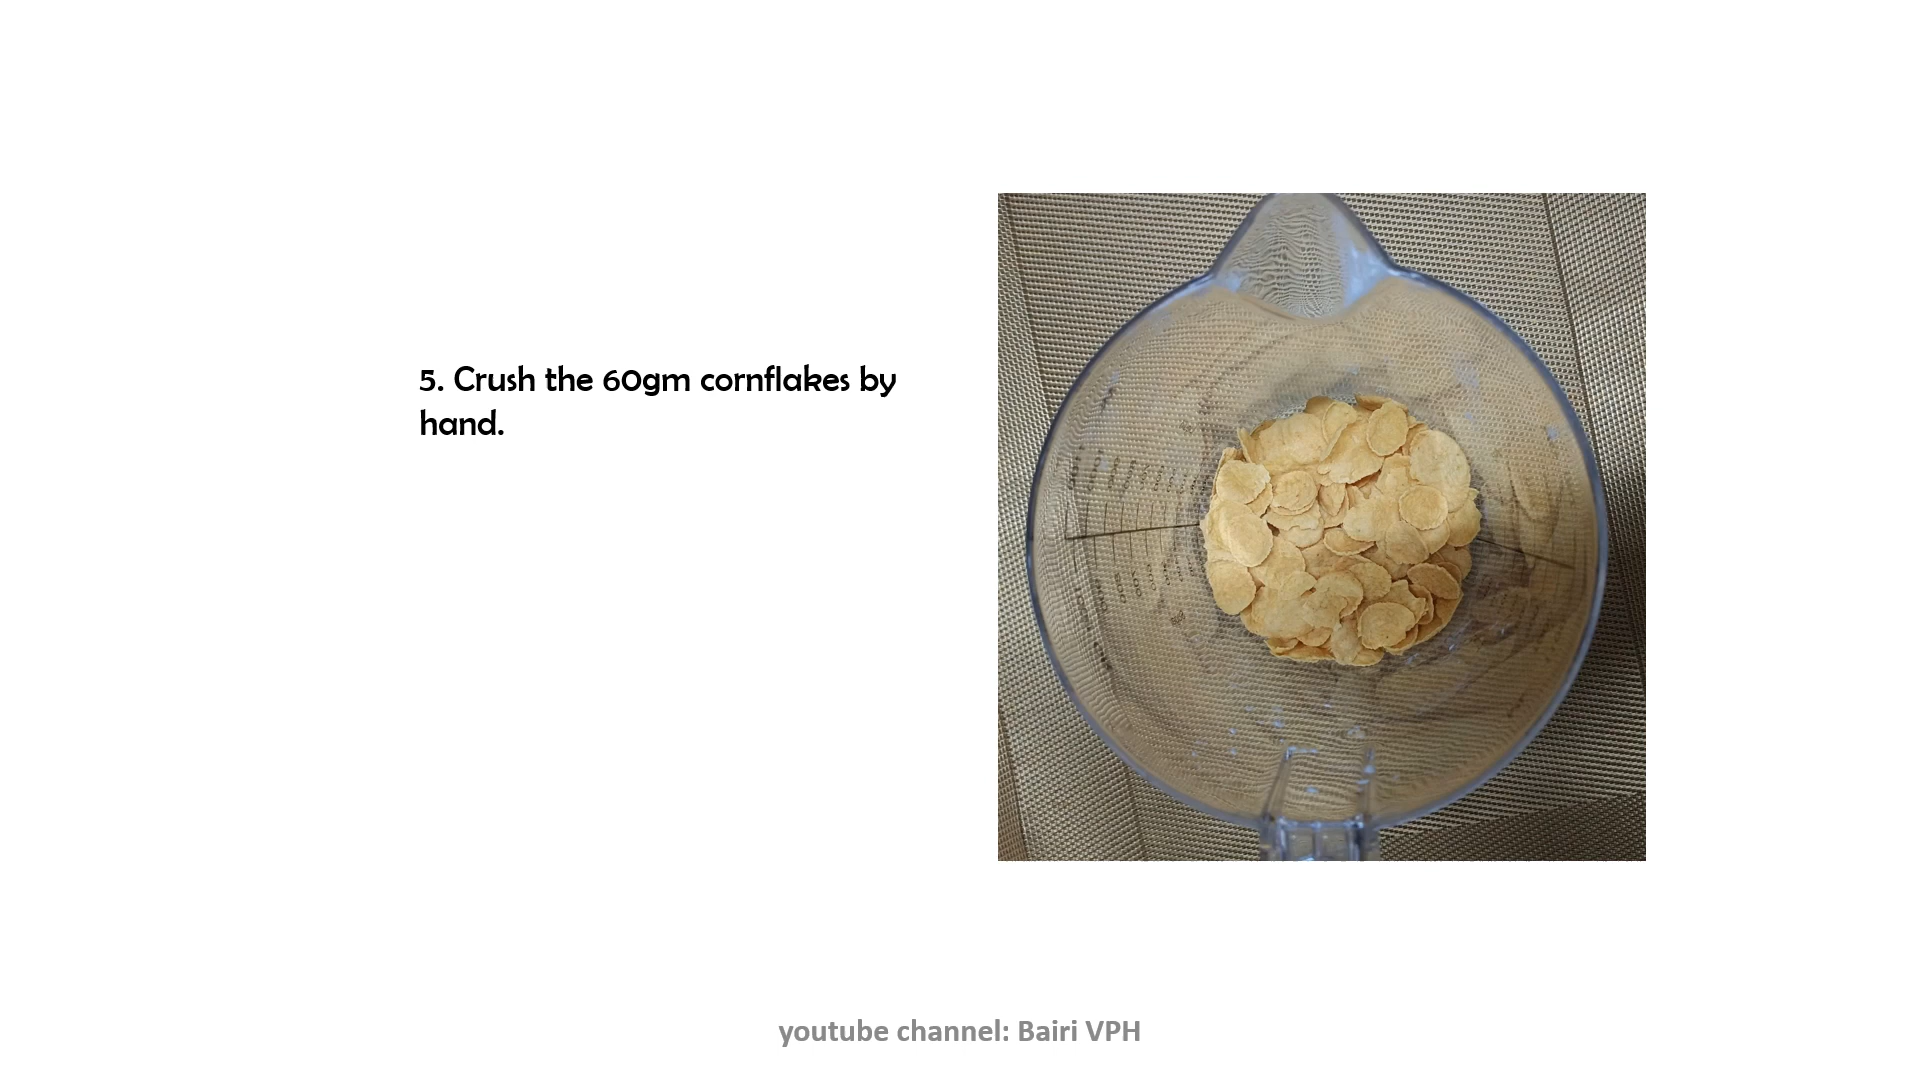 5. Crush the 60gm cornflakes by
hand.
youtube channel: Bairi VPH